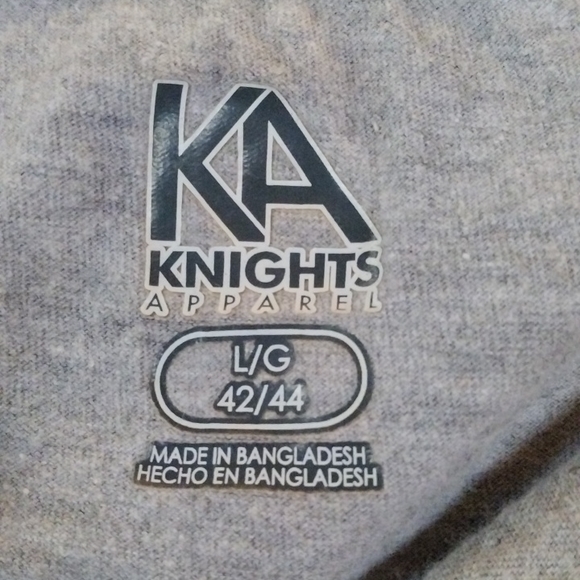 KA
KNIGHTS
APPAREL
L/G
42/44
MADE IN BANGLADESH
HECHO EN BANGLADESH